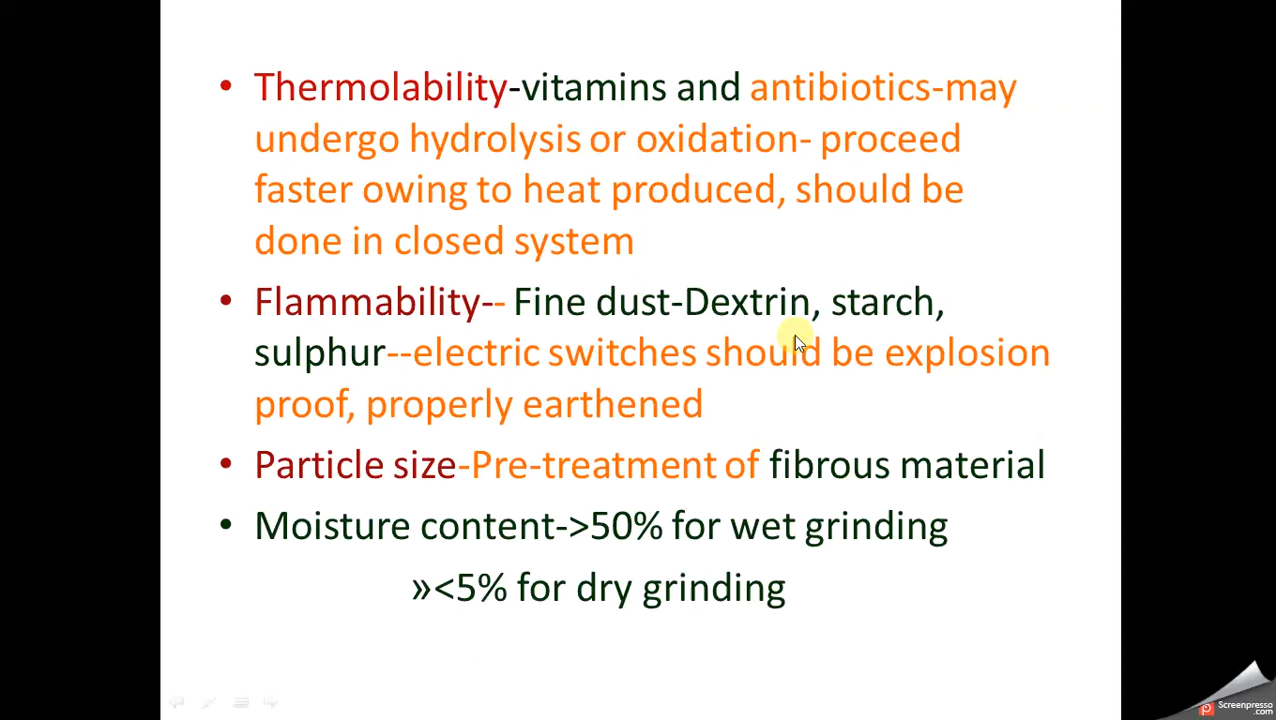 • Thermolability-vitamins and antibiotics-may
undergo hydrolysis or oxidation- proceed
faster owing to heat produced, should be
done in closed system
• Flammability-- Fine dust-Dextrin, starch,
sulphur--electric switches should be explosion
proof, properly earthened
• Particle size-Pre-treatment of fibrous material
• Moisture content->50% for wet grinding
»<5% for dry grinding
Screenpresso
.com